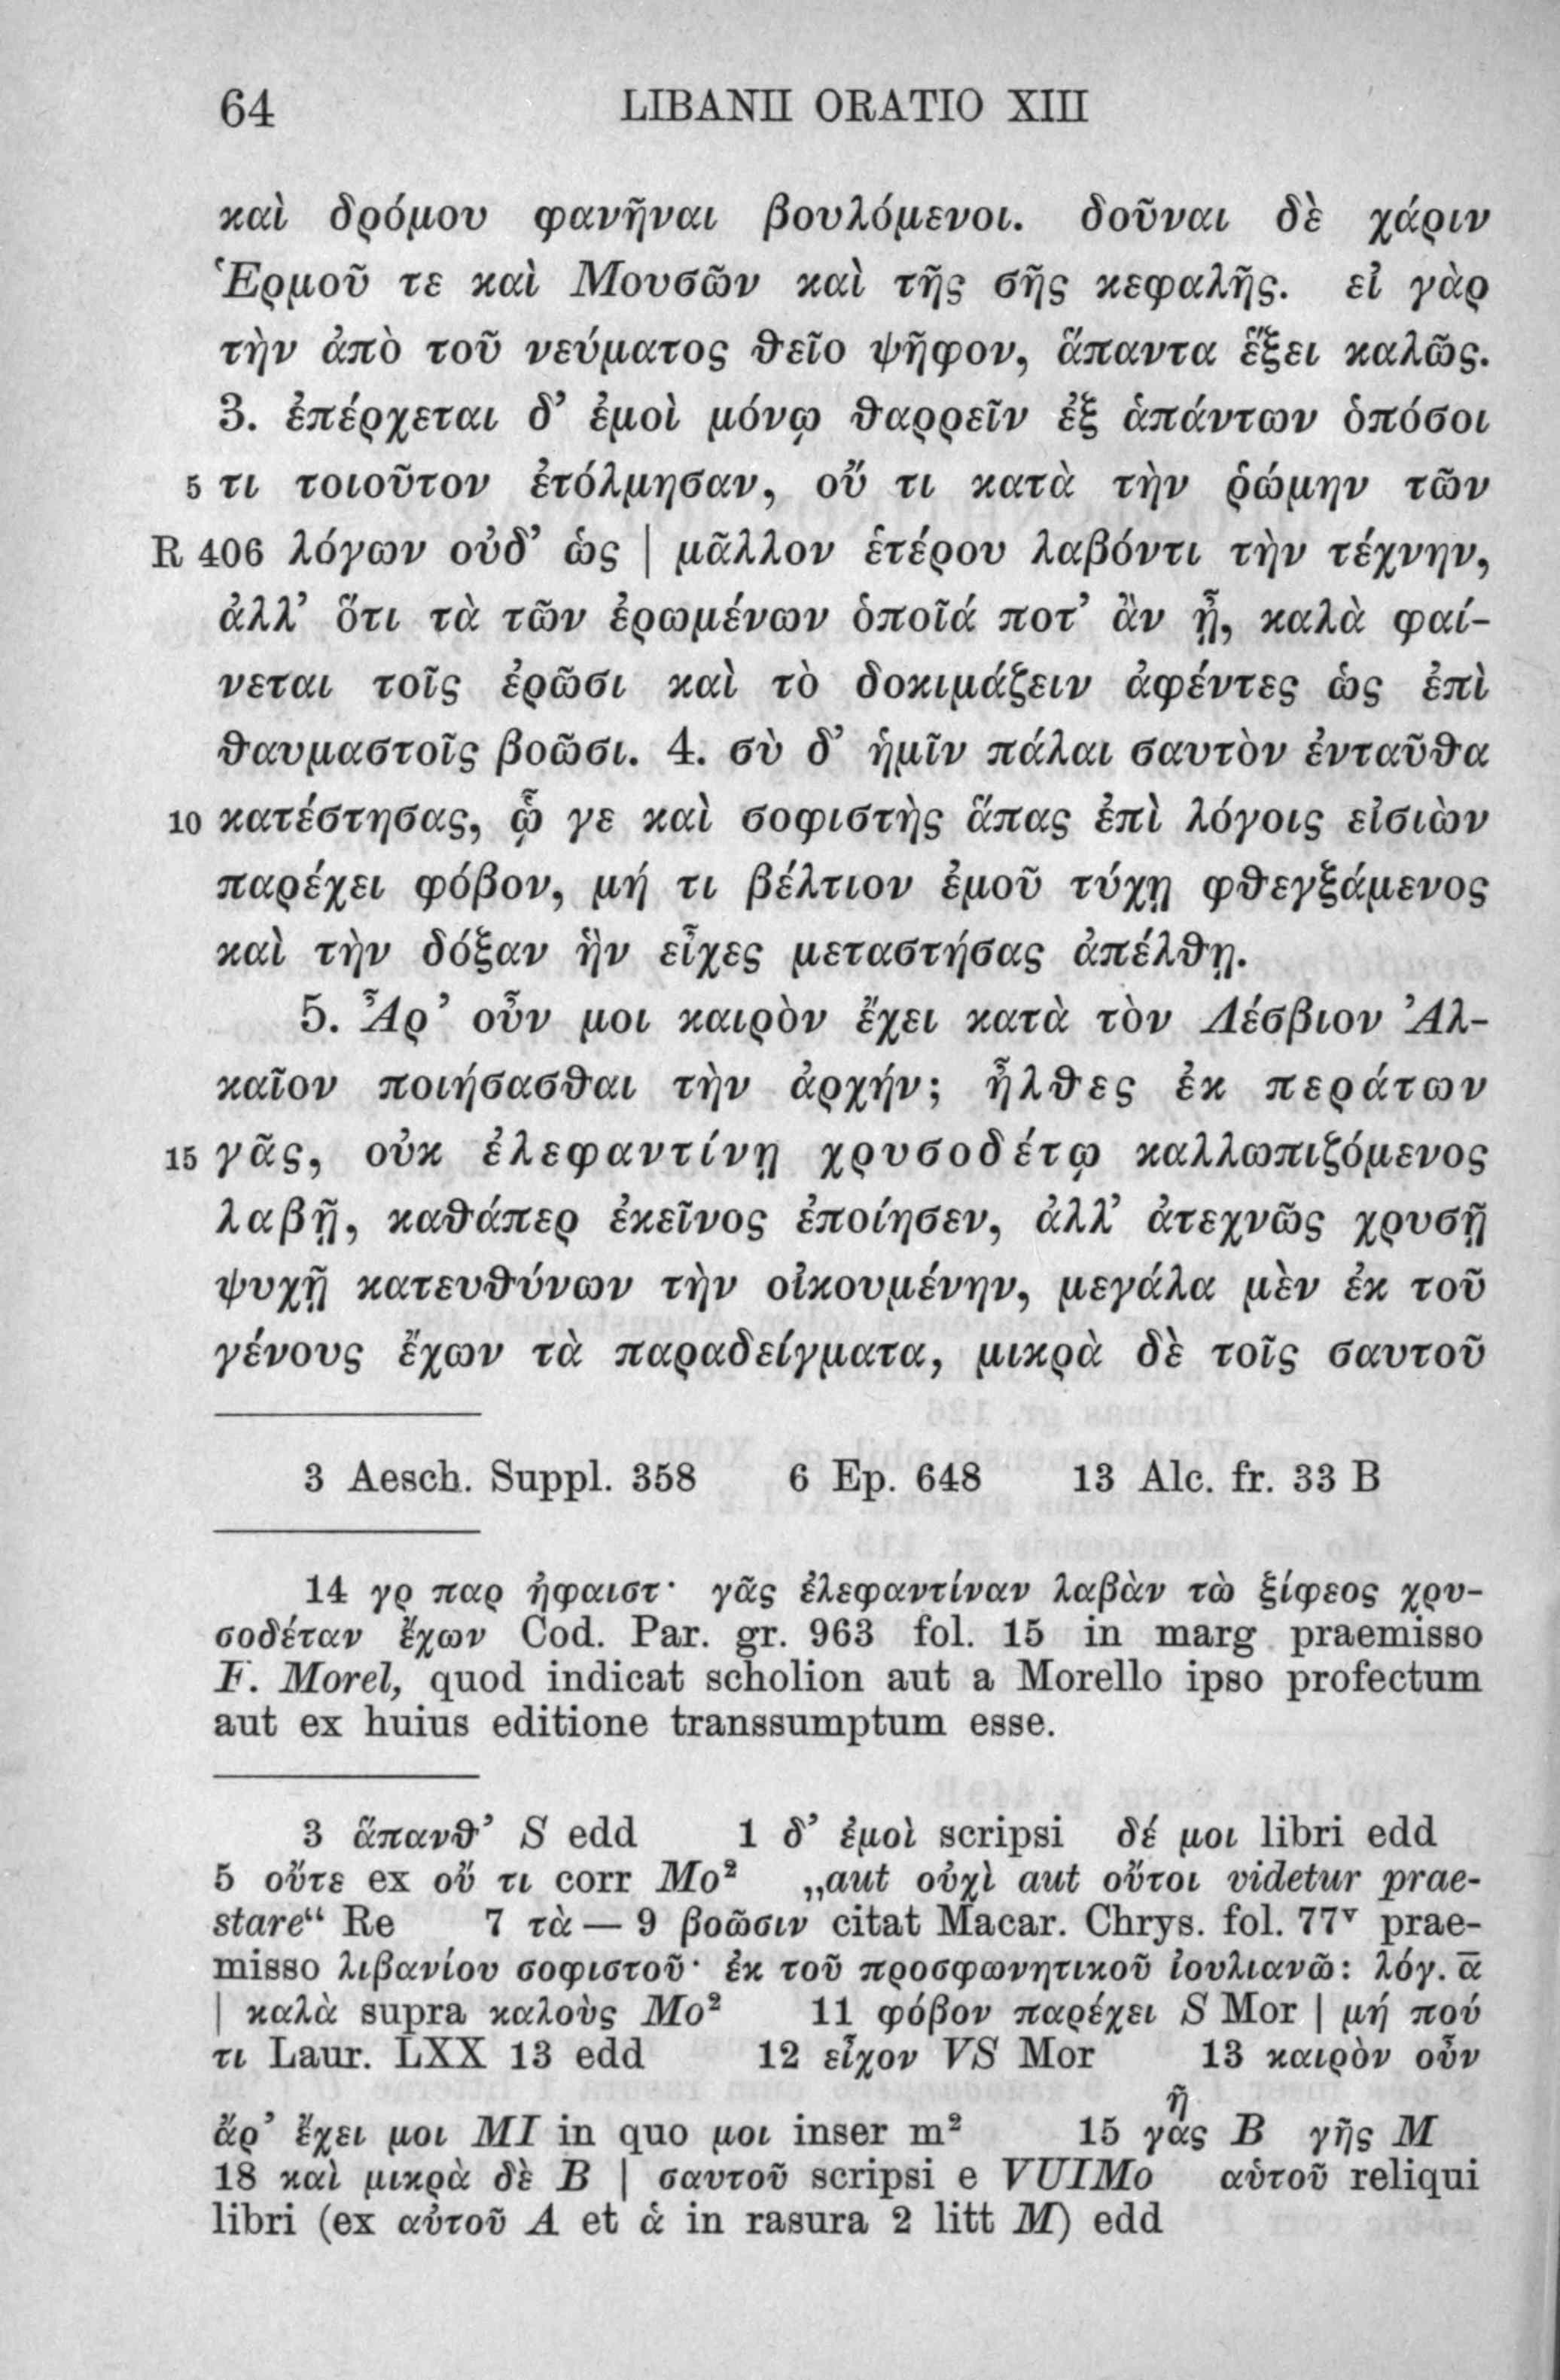 64 LIBANII ORATIO XIII
καὶ δρόμου φανῆναι βουλόμενοι. δοῦναι δὲ χάριν
Ἑρμοῦ τε καὶ Μουσῶν καὶ τῆς σῆς κεφαλῆς. εἰ γὰρ
τὴν ἀπὸ τοῦ νεύματος θεῖο ψῆφον, ἅπαντα ἕξει καλῶς.
3. ἐπέρχεται δ’ ἐμοὶ μόνῳ θαρρεῖν ἐξ ἁπάντων ὁπόσοι
5 τι τοιοῦτον ἐτόλμησαν, οὔ τι κατὰ τὴν ῥώμην τῶν
R 406 λόγων οὐδ’ ὡς | μᾶλλον ἑτέρου λαβόντι τὴν τέχνην,
ἀλλ’ ὅτι τὰ τῶν ἐρωμένων ὁποῖά ποτ’ ἂν ᾖ, καλὰ φαί-
νεται τοῖς ἐρῶσι καὶ τὸ δοκιμάζειν ἀφέντες ὡς ἐπὶ
θαυμαστοῖς βοῶσι. 4. σὺ δ’ ἡμῖν πάλαι σαυτὸν ἐνταῦθα
10 κατέστησας, ᾧ γε καὶ σοφιστὴς ἅπας ἐπὶ λόγοις εἰσιὼν
παρέχει φόβον, μή τι βέλτιον ἐμοῦ τύχῃ φθεγξάμενος
καὶ τὴν δόξαν ἣν εἶχες μεταστήσας ἀπέλθῃ.
5. Ἆρ’ οὖν μοι καιρὸν ἔχει κατὰ τὸν Λέσβιον Ἀλ-
καῖον ποιήσασθαι τὴν ἀρχήν; ἦλθες ἐκ περάτων
15 γᾶς, οὐκ ἐλεφαντίνῃ χρυσοδέτῳ καλλωπιζόμενος
λαβῇ, καθάπερ ἐκεῖνος ἐποίησεν, ἀλλ’ ἀτεχνῶς χρυσῇ
ψυχῇ κατευθύνων τὴν οἰκουμένην, μεγάλα μὲν ἐκ τοῦ
γένους ἔχων τὰ παραδείγματα, μικρὰ δὲ τοῖς σαυτοῦ
3 Aesch. Suppl. 358 6 Ep. 648 13 Alc. fr. 33 B
14 γρ παρ ἡφαιστ· γᾶς ἐλεφαντίναν λαβὰν τὼ ξίφεος χρυ-
σοδέταν ἔχων Cod. Par. gr. 963 fol. 15 in marg praemisso
F. Morel, quod indicat scholion aut a Morello ipso profectum
aut ex huius editione transsumptum esse.
3 ἅπανθ’ S edd 1 δ’ ἐμοὶ scripsi δέ μοι libri edd
5 οὔτε ex οὔ τι corr Mo² „aut οὐχὶ aut οὔτοι videtur prae-
stare“ Re 7 τὰ — 9 βοῶσιν citat Macar. Chrys. fol. 77ᵛ prae-
misso λιβανίου σοφιστοῦ· ἐκ τοῦ προσφωνητικοῦ ἰουλιανῶ: λόγ. α̅
| καλὰ supra καλοὺς Mo² 11 φόβον παρέχει S Mor | μή πού
τι Laur. LXX 13 edd 12 εἶχον VS Mor 13 καιρὸν οὖν
ῆ
ἄρ’ ἔχει μοι MI in quo μοι inser m² 15 γας B γῆς M
18 καὶ μικρὰ δὲ B | σαυτοῦ scripsi e VUIMo αὑτοῦ reliqui
libri (ex αὐτοῦ A et ἁ in rasura 2 litt M) edd